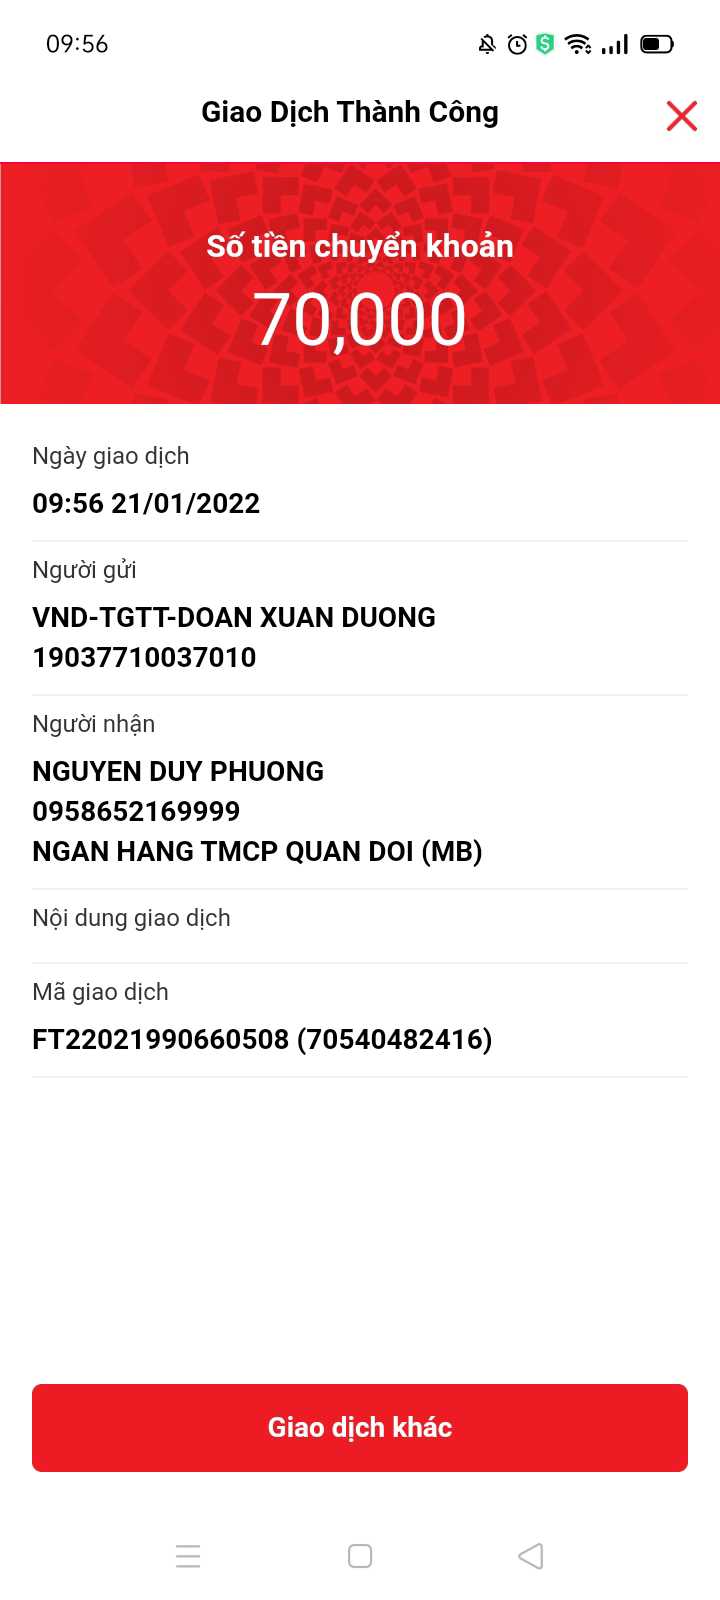 09:56
Giao Dịch Thành Công
Số tiền chuyển khoản
70,000
Ngày giao dịch
09:56 21/01/2022
Người gửi
VND-TGTT-DOAN XUAN DUONG
19037710037010
Người nhận
NGUYEN DUY PHUONG
0958652169999
NGAN HANG TMCP QUAN DOI (MB)
Nội dung giao dịch
Mã giao dịch
FT22021990660508 (70540482416)
Giao dịch khác